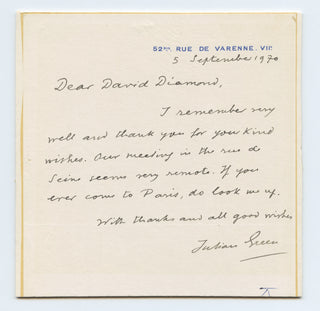 52bis, RUE DE VARENNE. VIIe
5 September 1970
Dear David Diamond,
I remember very
well and thank you for your kind
wishes. Our meeting in the rue de
Seine seems very remote. If you
ever come to Paris, do look me up.
With thanks and all good wishes
Julian Green